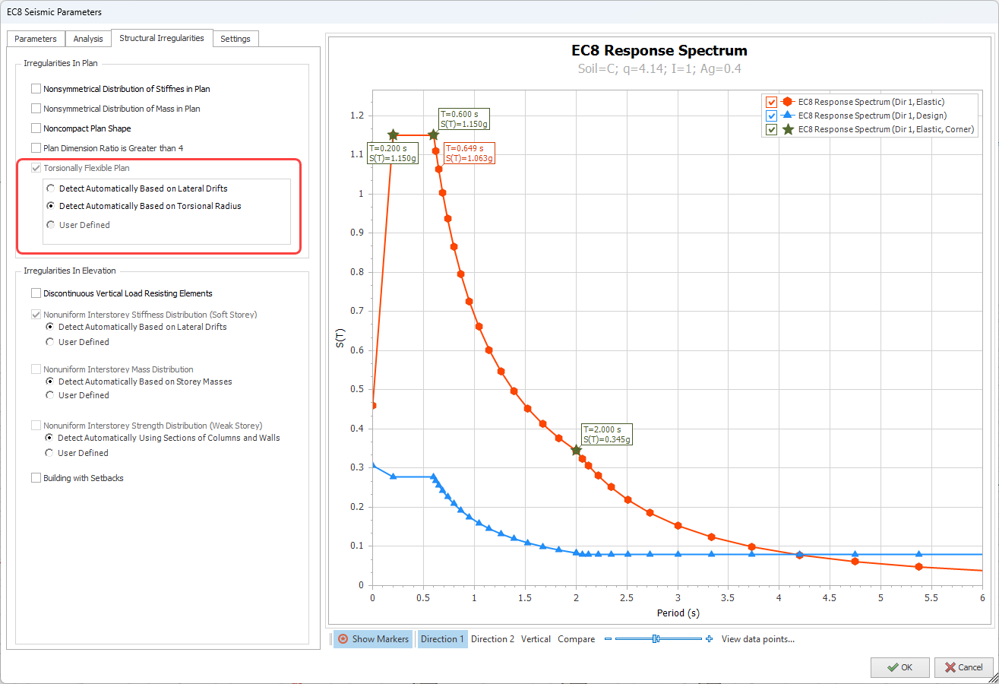 EC8 Seismic Parameters
Parameters
Analysis
Structural Irregularities
Settings
Irregularities In Plan
Nonsymmetrical Distribution of Stiffnes in Plan
Nonsymmetrical Distribution of Mass in Plan
Noncompact Plan Shape
Plan Dimension Ratio is Greater than 4
Torsionally Flexible Plan
Detect Automatically Based on Lateral Drifts
Detect Automatically Based on Torsional Radius
User Defined
Irregularities In Elevation
Discontinuous Vertical Load Resisting Elements
Nonuniform Interstorey Stiffness Distribution (Soft Storey)
Detect Automatically Based on Lateral Drifts
User Defined
Nonuniform Interstorey Mass Distribution
Detect Automatically Based on Storey Masses
User Defined
Nonuniform Interstorey Strength Distribution (Weak Storey)
Detect Automatically Using Sections of Columns and Walls
User Defined
Building with Setbacks
EC8 Response Spectrum
Soil=C; q=4.14; I=1; Ag=0.4
EC8 Response Spectrum (Dir 1, Elastic)
EC8 Response Spectrum (Dir 1, Design)
EC8 Response Spectrum (Dir 1, Elastic, Corner)
T=0.600 s
S(T)=1.150g
T=0.200 s
S(T)=1.150g
T=0.649 s
S(T)=1.063g
T=2.000 s
S(T)=0.345g
S(T)
1.2
1.1
1
0.9
0.8
0.7
0.6
0.5
0.4
0.3
0.2
0.1
0
0 0.5 1 1.5 2 2.5 3 3.5 4 4.5 5 5.5 6
Period (s)
Show Markers
Direction 1
Direction 2
Vertical
Compare
View data points...
OK
Cancel